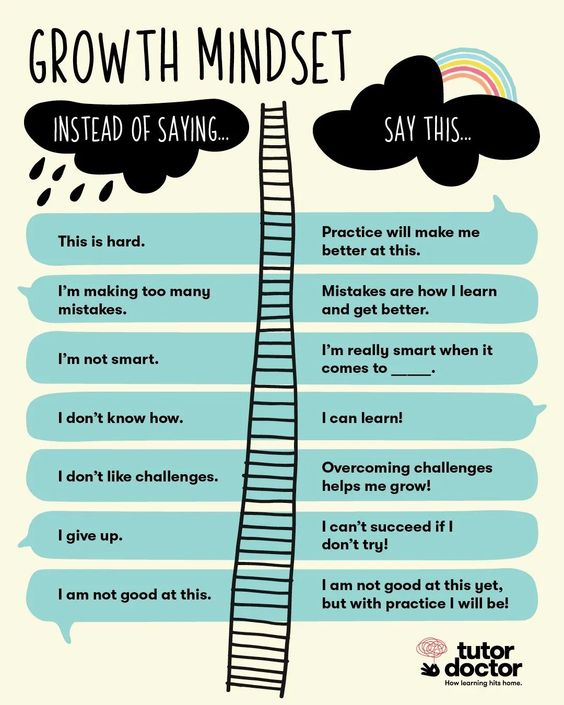 GROWTH MINDSET
INSTEAD OF SAYING...
SAY THIS...
This is hard.
Practice will make me
better at this.
I'm making too many
mistakes.
Mistakes are how I learn
and get better.
I'm not smart.
I'm really smart when it
comes to _____.
I don't know how.
I can learn!
I don't like challenges.
Overcoming challenges
helps me grow!
I give up.
I can't succeed if I
don't try!
I am not good at this.
I am not good at this yet,
but with practice I will be!
tutor
doctor
How learning hits home.